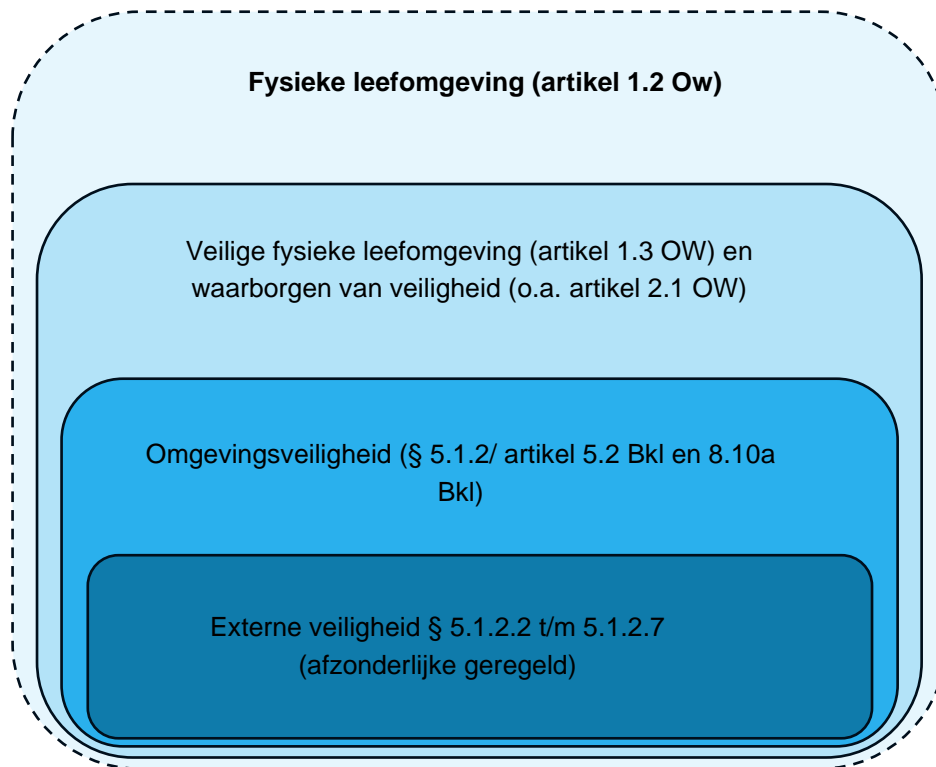 Fysieke leefomgeving (artikel 1.2 Ow)
Veilige fysieke leefomgeving (artikel 1.3 OW) en
waarborgen van veiligheid (o.a. artikel 2.1 OW)
Omgevingsveiligheid (§ 5.1.2/ artikel 5.2 Bkl en 8.10a
Bkl)
Externe veiligheid § 5.1.2.2 t/m 5.1.2.7
(afzonderlijke geregeld)